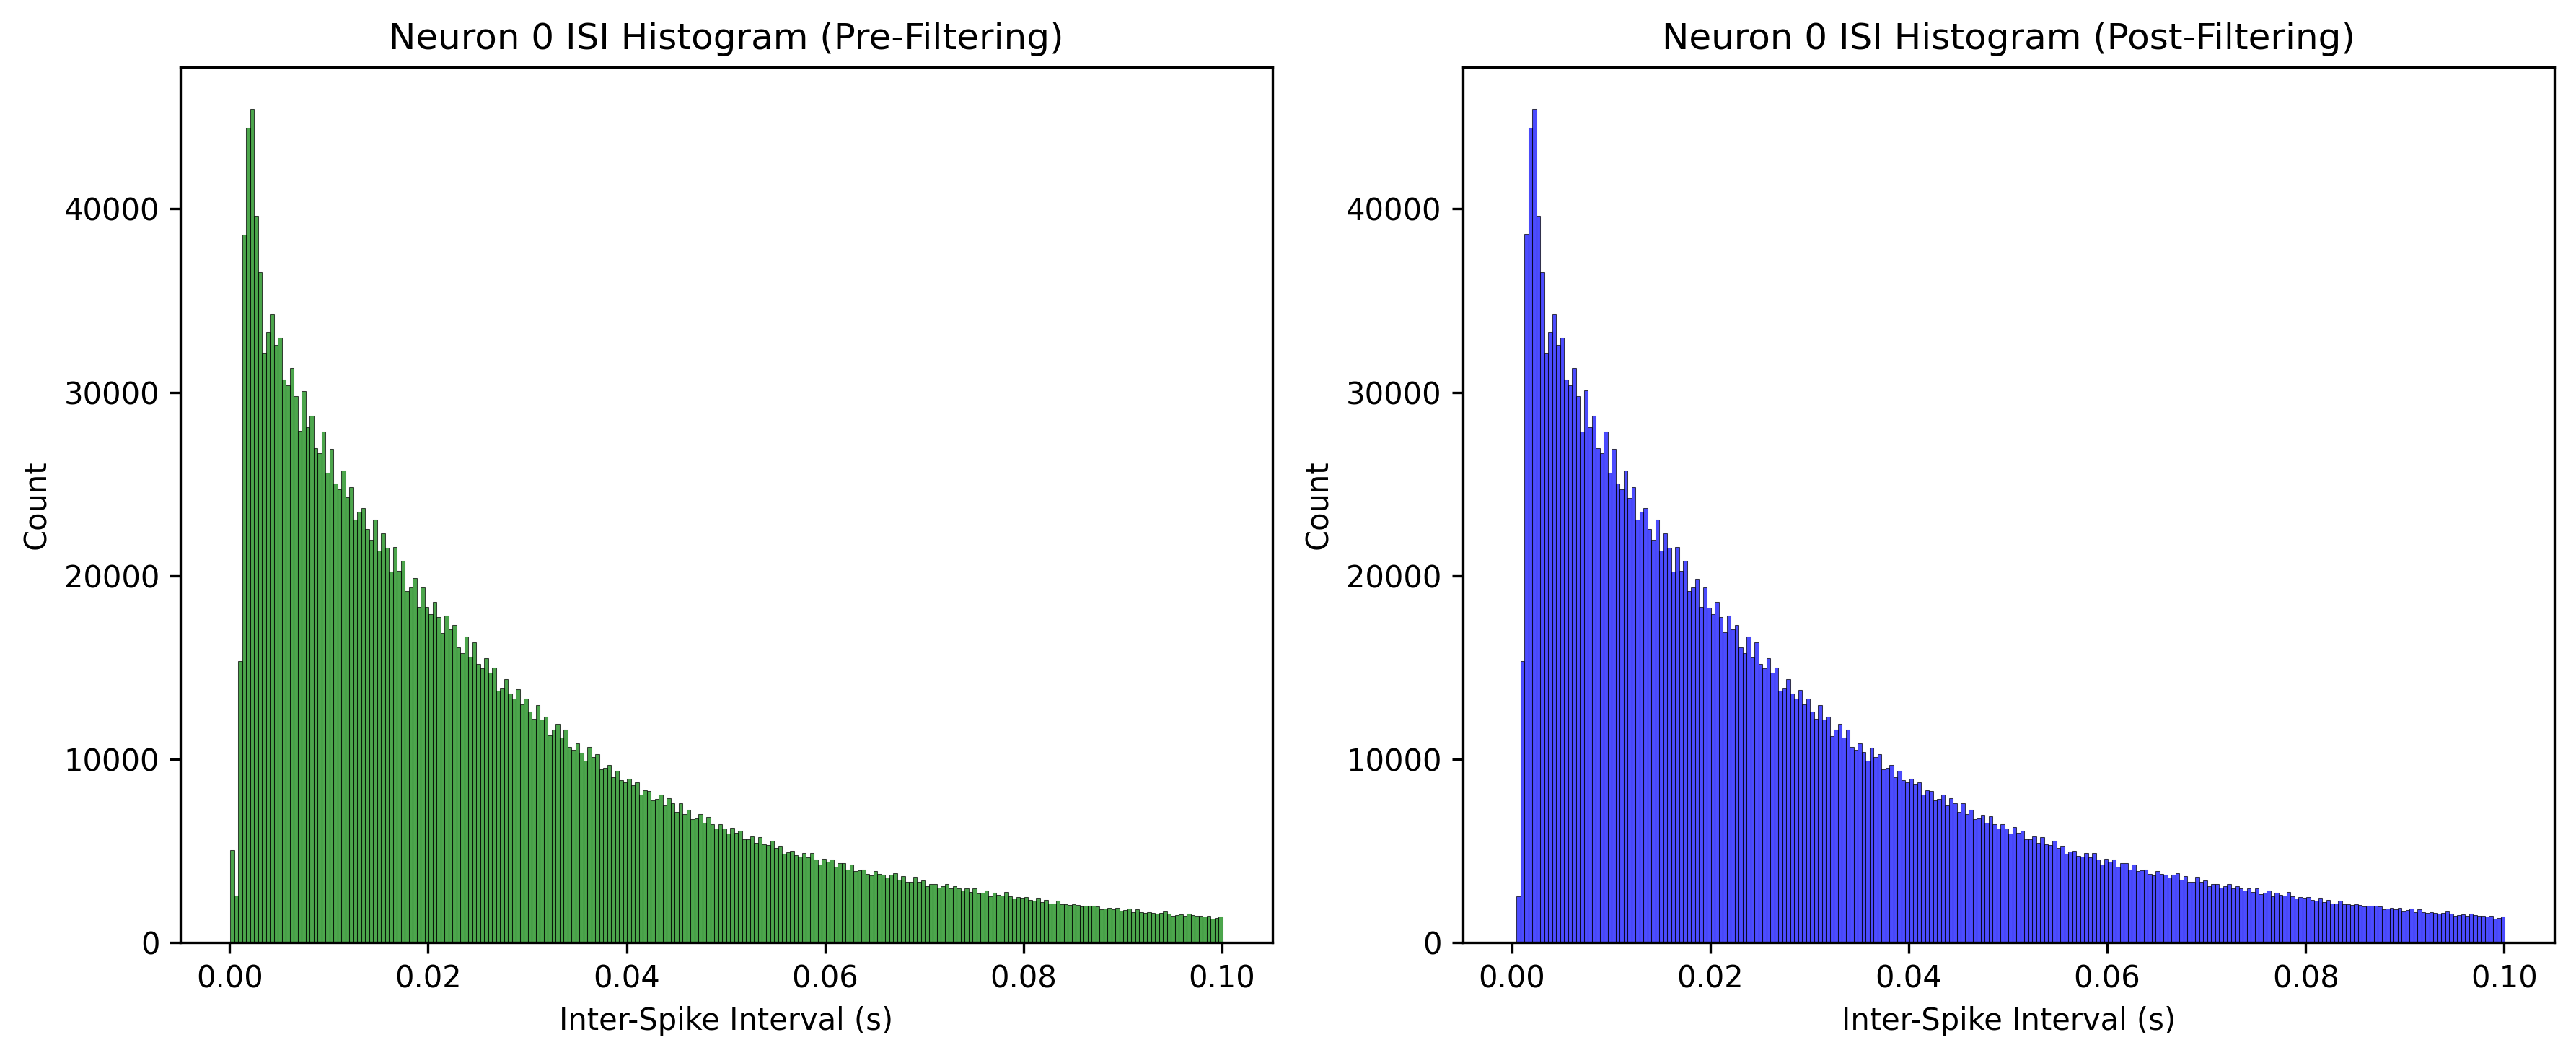 Neuron 0 ISI Histogram (Pre-Filtering)
Count
40000
30000
20000
10000
0
0.00 0.02 0.04 0.06 0.08 0.10
Inter-Spike Interval (s)
Neuron 0 ISI Histogram (Post-Filtering)
Count
40000
30000
20000
10000
0
0.00 0.02 0.04 0.06 0.08 0.10
Inter-Spike Interval (s)